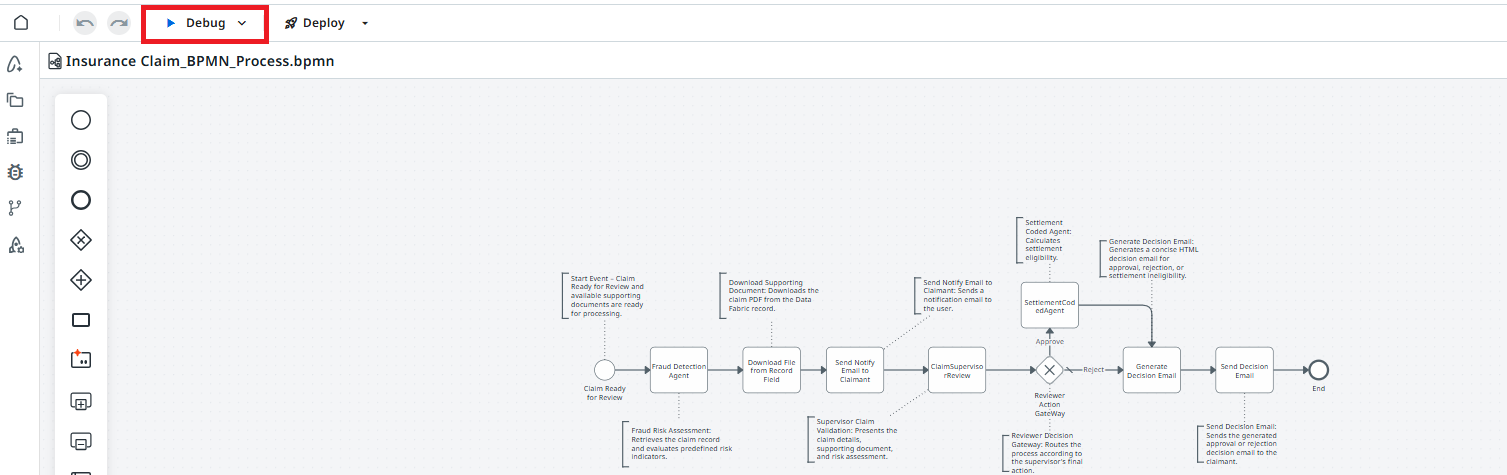 Debug
Deploy
Insurance Claim_BPMN_Process.bpmn
Settlement
Coded Agent:
Calculates
settlement
eligibility.
Generate Decision Email:
Generates a concise HTML
decision email for
approval, rejection, or
settlement ineligibility.
Start Event – Claim
Ready for Review and
available supporting
documents are ready
for processing.
Download Supporting
Document: Downloads the
claim PDF from the Data
Fabric record.
Send Notify Email to
Claimant: Sends a
notification email to
the user.
SettlementCod
edAgent
Approve
Fraud Detection
Agent
Download File
from Record
Field
Send Notify
Email to
Claimant
ClaimSuperviso
rReview
Reject
Generate
Decision Email
Send Decision
Email
Claim Ready
for Review
End
Reviewer
Action
GateWay
Fraud Risk Assessment:
Retrieves the claim record
and evaluates predefined risk
indicators.
Supervisor Claim
Validation: Presents the
claim details,
supporting document,
and risk assessment.
Reviewer Decision
Gateway: Routes the
process according to
the supervisor's final
action.
Send Decision Email:
Sends the generated
approval or rejection
decision email to the
claimant.